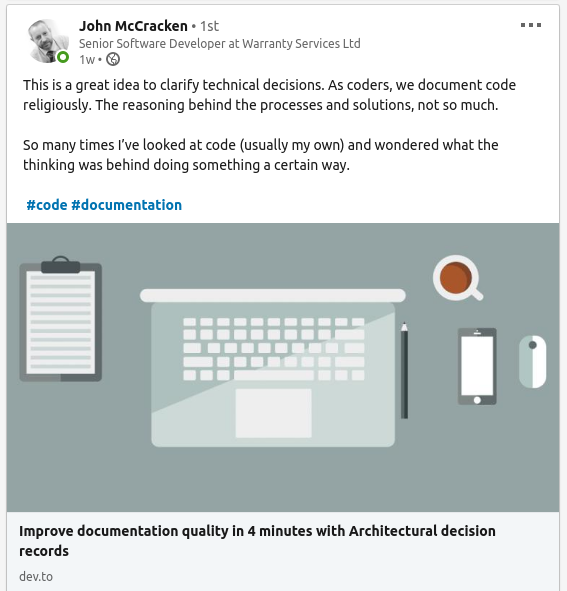 John McCracken • 1st
Senior Software Developer at Warranty Services Ltd
1w •
This is a great idea to clarify technical decisions. As coders, we document code
religiously. The reasoning behind the processes and solutions, not so much.
So many times I’ve looked at code (usually my own) and wondered what the
thinking was behind doing something a certain way.
#code #documentation
Improve documentation quality in 4 minutes with Architectural decision
records
dev.to